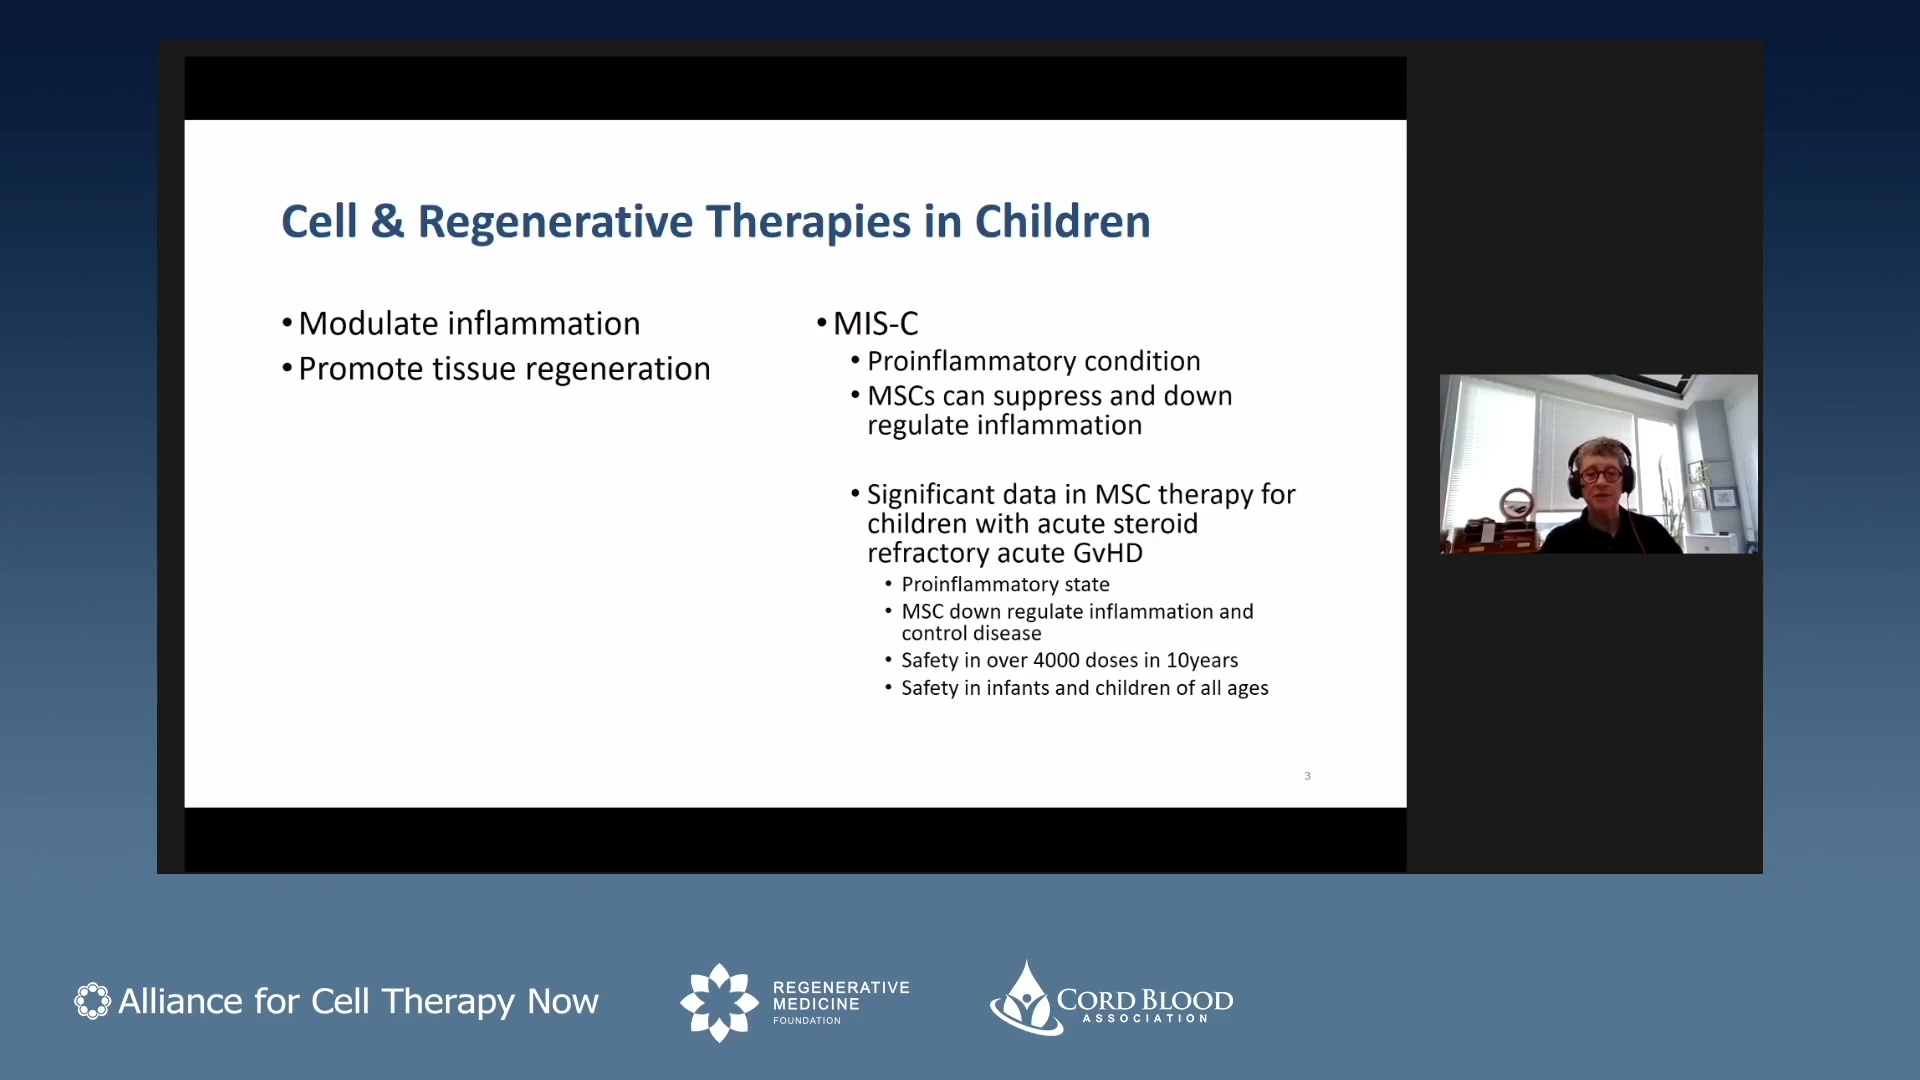 Cell & Regenerative Therapies in Children
• Modulate inflammation
• Promote tissue regeneration
• MIS-C
• Proinflammatory condition
• MSCs can suppress and down
regulate inflammation
• Significant data in MSC therapy for
children with acute steroid
refractory acute GvHD
• Proinflammatory state
• MSC down regulate inflammation and
control disease
• Safety in over 4000 doses in 10years
• Safety in infants and children of all ages
3
Alliance for Cell Therapy Now
REGENERATIVE
MEDICINE
FOUNDATION
CORD BLOOD
ASSOCIATION